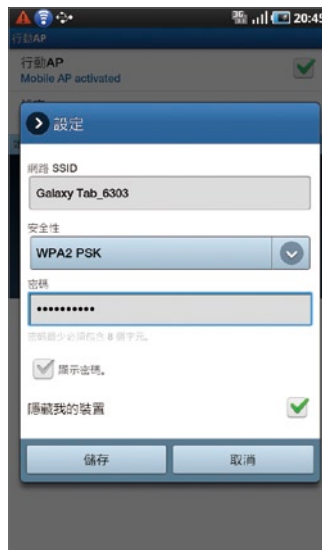 20:45
行動AP
行動AP
Mobile AP activated
設定
網路 SSID
Galaxy Tab_6303
安全性
WPA2 PSK
密碼
••••••••••
密碼最少必須包含 8 個字元。
顯示密碼。
隱藏我的裝置
儲存
取消